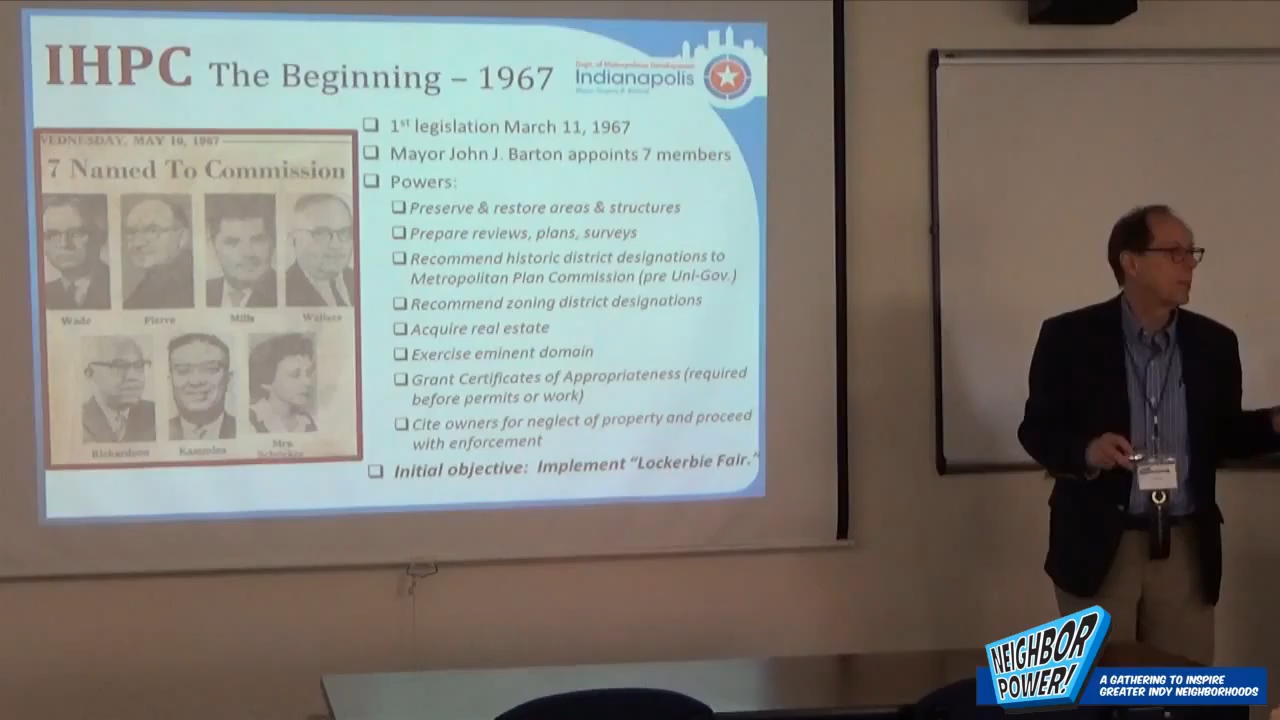 IHPC The Beginning – 1967
Dept. of Metropolitan Development
Indianapolis
WEDNESDAY, MAY 10, 1967
7 Named To Commission
Wade Pierre Mills Wallace
Richardson
Mrs.
❑ 1st legislation March 11, 1967
❑ Mayor John J. Barton appoints 7 members
❑ Powers:
❑ Preserve & restore areas & structures
❑ Prepare reviews, plans, surveys
❑ Recommend historic district designations to
Metropolitan Plan Commission (pre Uni-Gov.)
❑ Recommend zoning district designations
❑ Acquire real estate
❑ Exercise eminent domain
❑ Grant Certificates of Appropriateness (required
before permits or work)
❑ Cite owners for neglect of property and proceed
with enforcement
❑ Initial objective: Implement “Lockerbie Fair.”
NEIGHBOR
POWER!
A GATHERING TO INSPIRE
GREATER INDY NEIGHBORHOODS